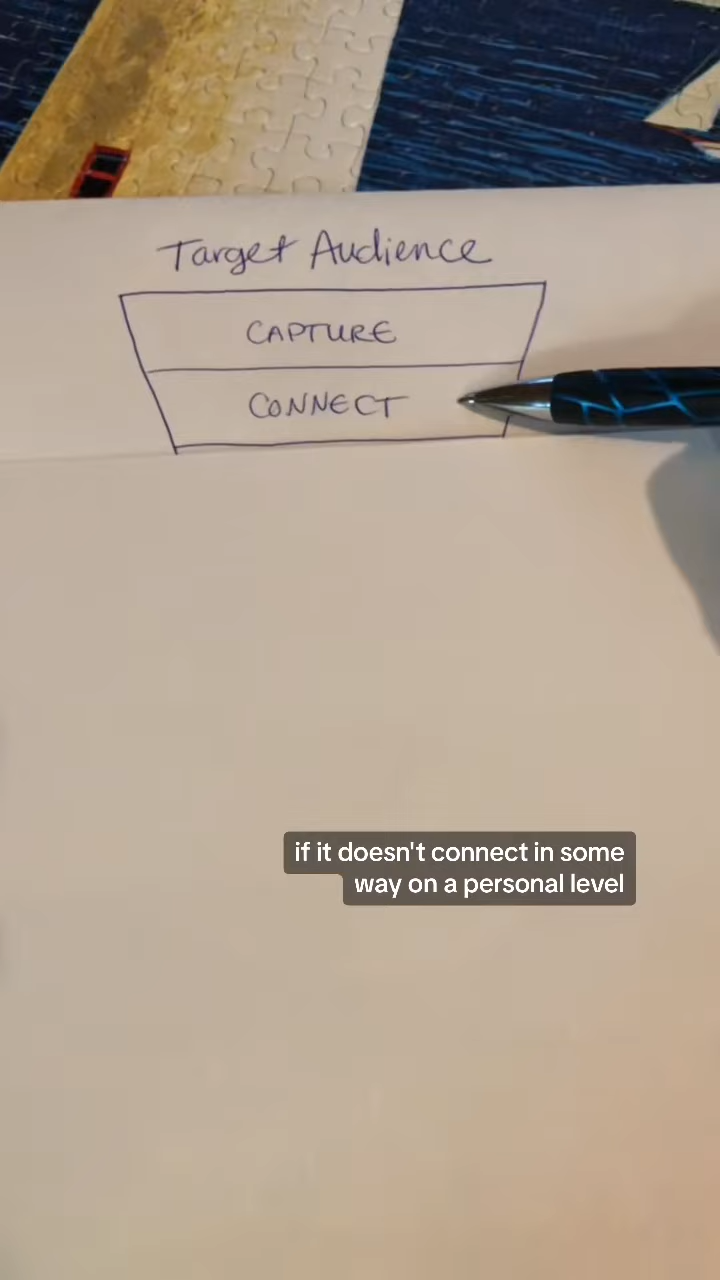 Target Audience
CAPTURE
CONNECT
if it doesn't connect in some
way on a personal level